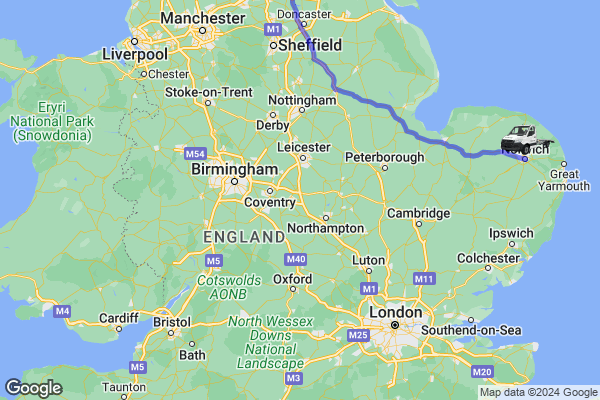 Doncaster
Manchester
M1
Liverpool
Sheffield
Chester
Stoke-on-Trent
Eryri
National Park
(Snowdonia)
Nottingham
Derby
Norwich
M54
Leicester
Peterborough
Birmingham
Great
Yarmouth
Coventry
Cambridge
Northampton
ENGLAND
Ipswich
M5
M40
Luton
Colchester
M11
Cotswolds
AONB
Oxford
M1
M4
London
Cardiff
North Wessex
Downs
National
Landscape
Southend-on-Sea
Bristol
M25
Bath
M5
M20
M3
Taunton
Google
Google
Map data ©2024 Google